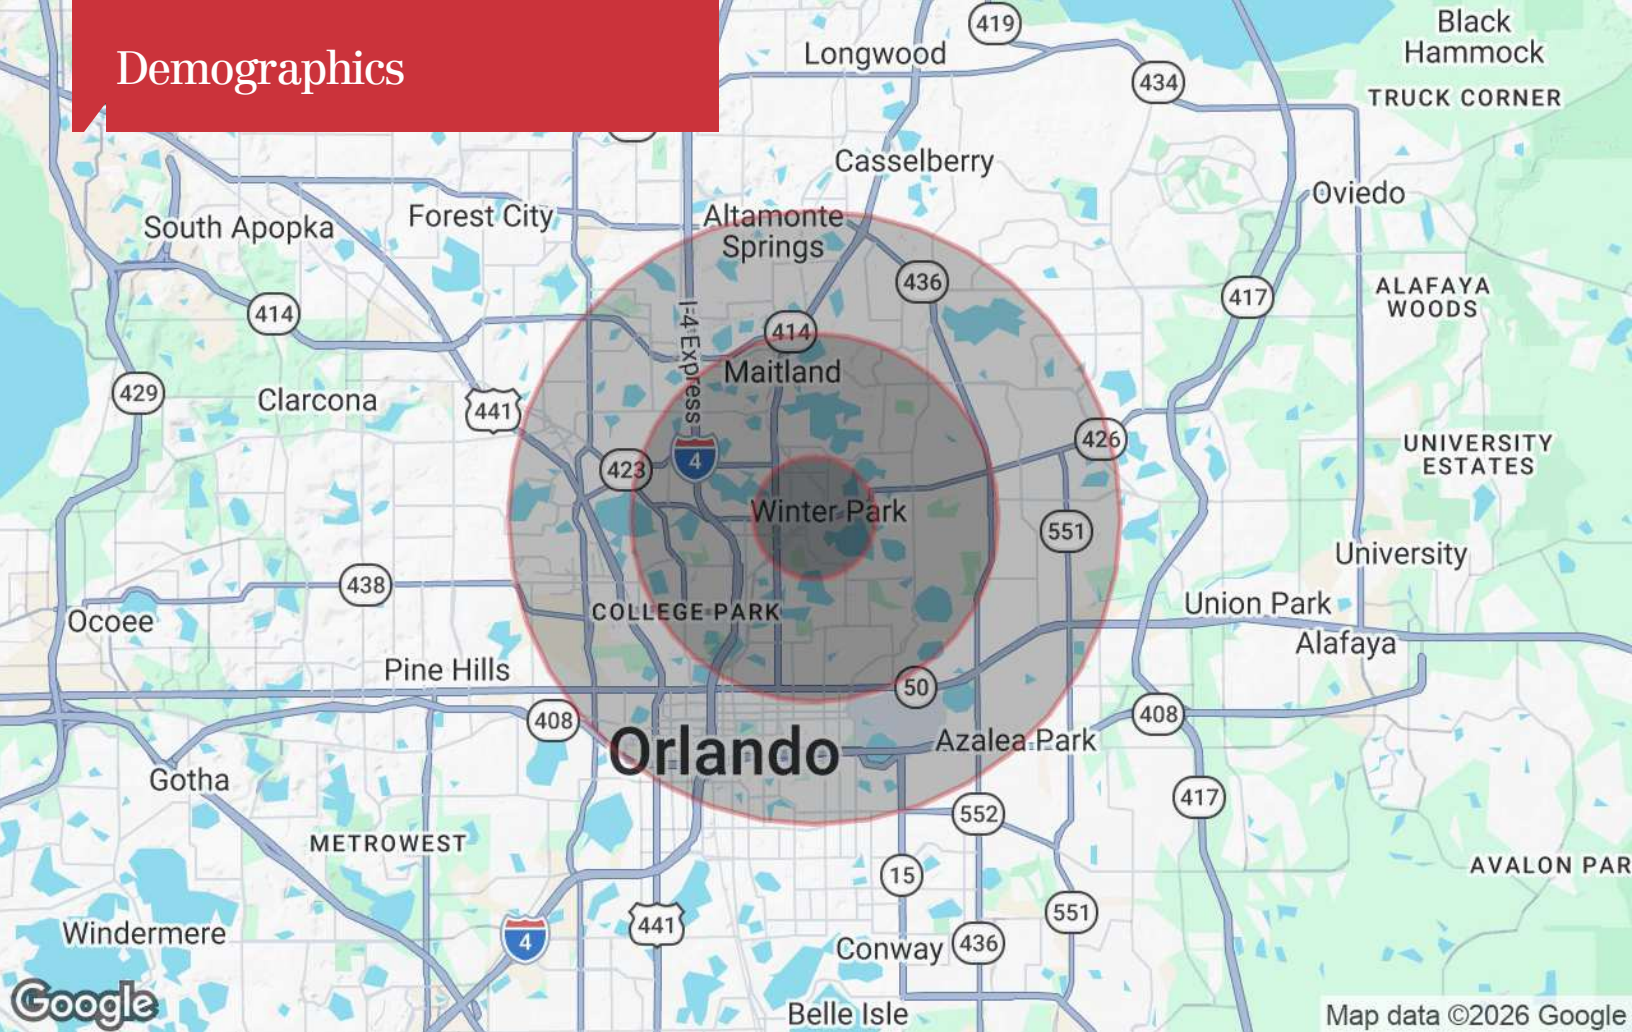 Demographics
419
Black
Hammock
Longwood
434
TRUCK CORNER
Casselberry
Oviedo
South Apopka
Forest City
Altamonte
Springs
436
ALAFAYA
WOODS
417
414
I-4 Express
414
Maitland
429
Clarcona
441
426
UNIVERSITY
ESTATES
423
4
Winter Park
551
University
438
Ocoee
COLLEGE PARK
Union Park
Alafaya
Pine Hills
50
408
408
Orlando
Azalea Park
Gotha
417
552
METROWEST
AVALON PAR
15
551
441
Windermere
4
Conway
436
Google
Belle Isle
Map data ©2026 Google